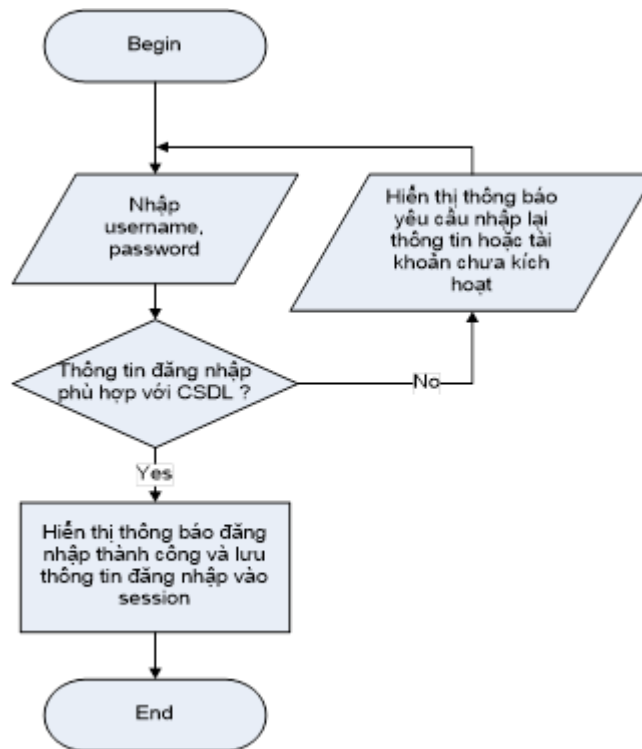 Begin
Nhập
username,
password
Hiển thị thông báo
yêu cầu nhập lại
thông tin hoặc tài
khoản chưa kích
hoạt
Thông tin đăng nhập
phù hợp với CSDL ?
No
Yes
Hiển thị thông báo đăng
nhập thành công và lưu
thông tin đăng nhập vào
session
End